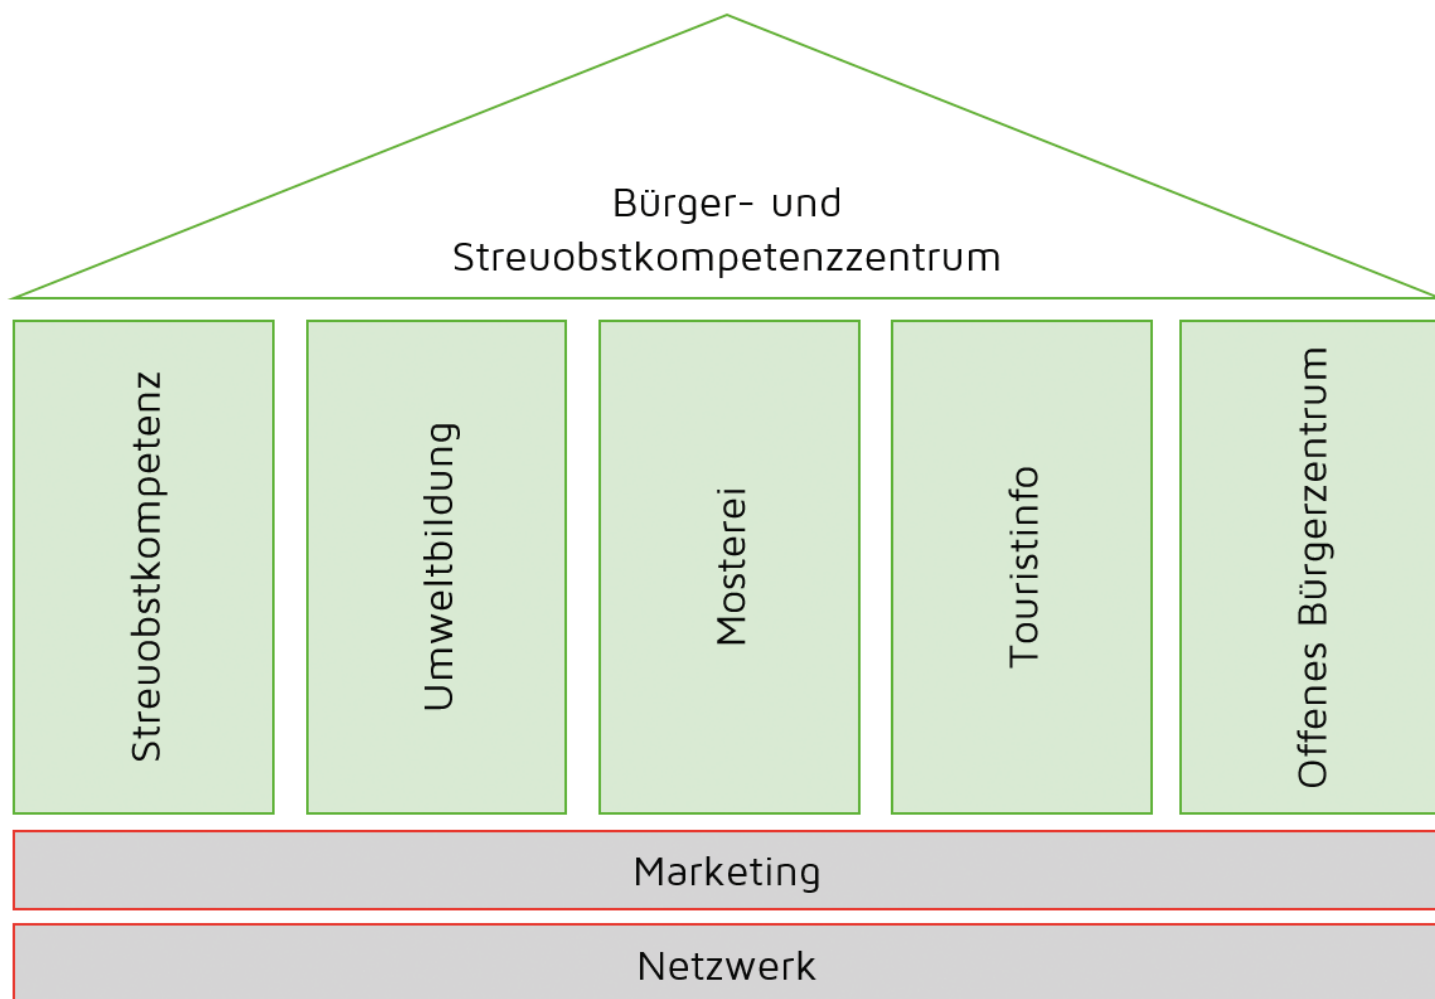 Bürger- und
Streuobstkompetenzzentrum
Streuobstkompetenz
Umweltbildung
Mosterei
Touristinfo
Offenes Bürgerzentrum
Marketing
Netzwerk